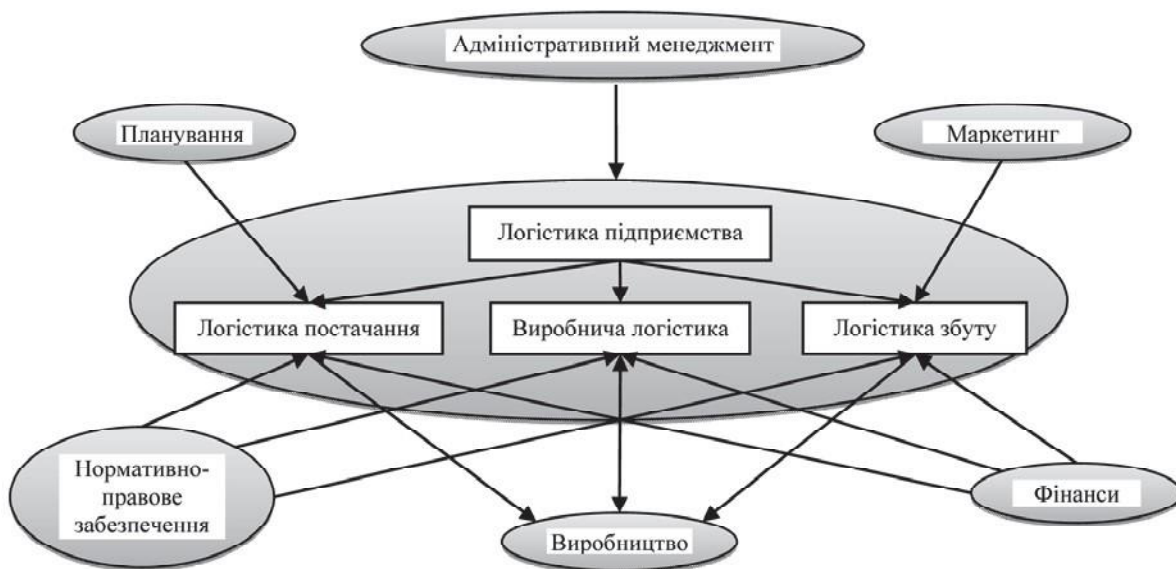 Адміністративний менеджмент
Планування
Маркетинг
Логістика підприємства
Логістика постачання
Виробнича логістика
Логістика збуту
Нормативно-
правове
забезпечення
Фінанси
Виробництво